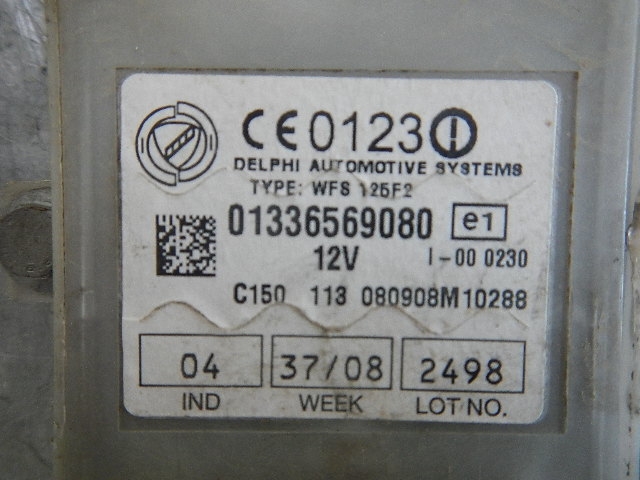 CE0123
DELPHI AUTOMOTIVE SYSTEMS
TYPE: WFS 125F2
01336569080 e1
12V I-00 0230
C150 113 080908M10288
04 37/08 2498
IND WEEK LOT NO.